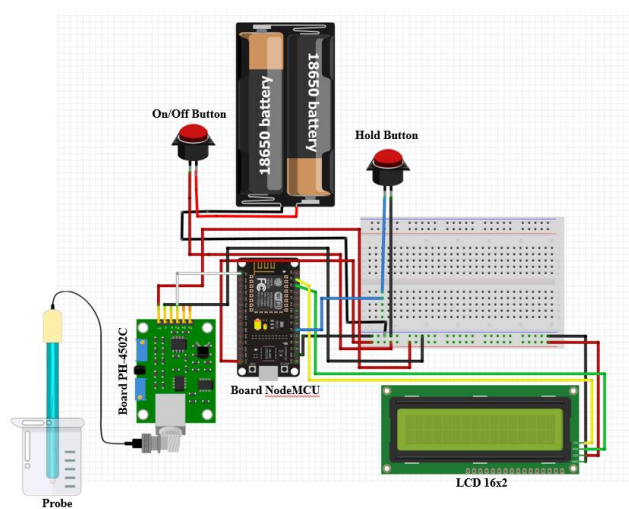 On/Off Button
18650 battery
18650 battery
Hold Button
Board PH-4502C
Board NodeMCU
LCD 16x2
Probe